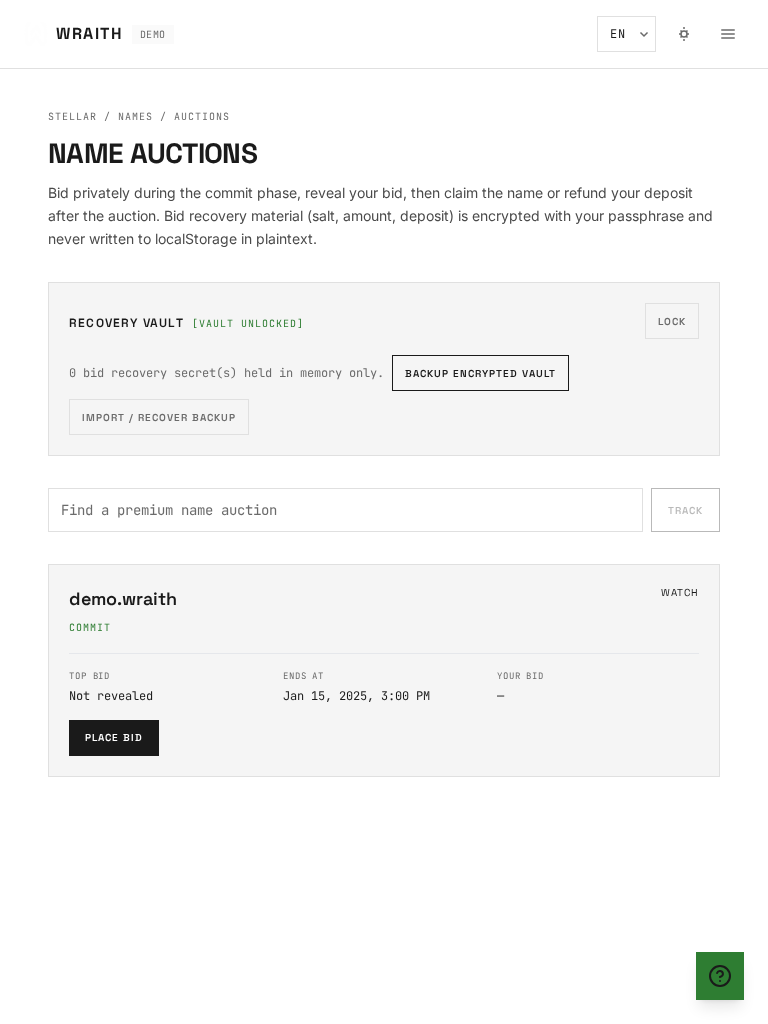 WRAITH DEMO
EN
STELLAR / NAMES / AUCTIONS
NAME AUCTIONS
Bid privately during the commit phase, reveal your bid, then claim the name or refund your deposit
after the auction. Bid recovery material (salt, amount, deposit) is encrypted with your passphrase and
never written to localStorage in plaintext.
RECOVERY VAULT [VAULT UNLOCKED]
LOCK
0 bid recovery secret(s) held in memory only. BACKUP ENCRYPTED VAULT
IMPORT / RECOVER BACKUP
Find a premium name auction
TRACK
demo.wraith
WATCH
COMMIT
TOP BID ENDS AT YOUR BID
Not revealed Jan 15, 2025, 3:00 PM —
PLACE BID